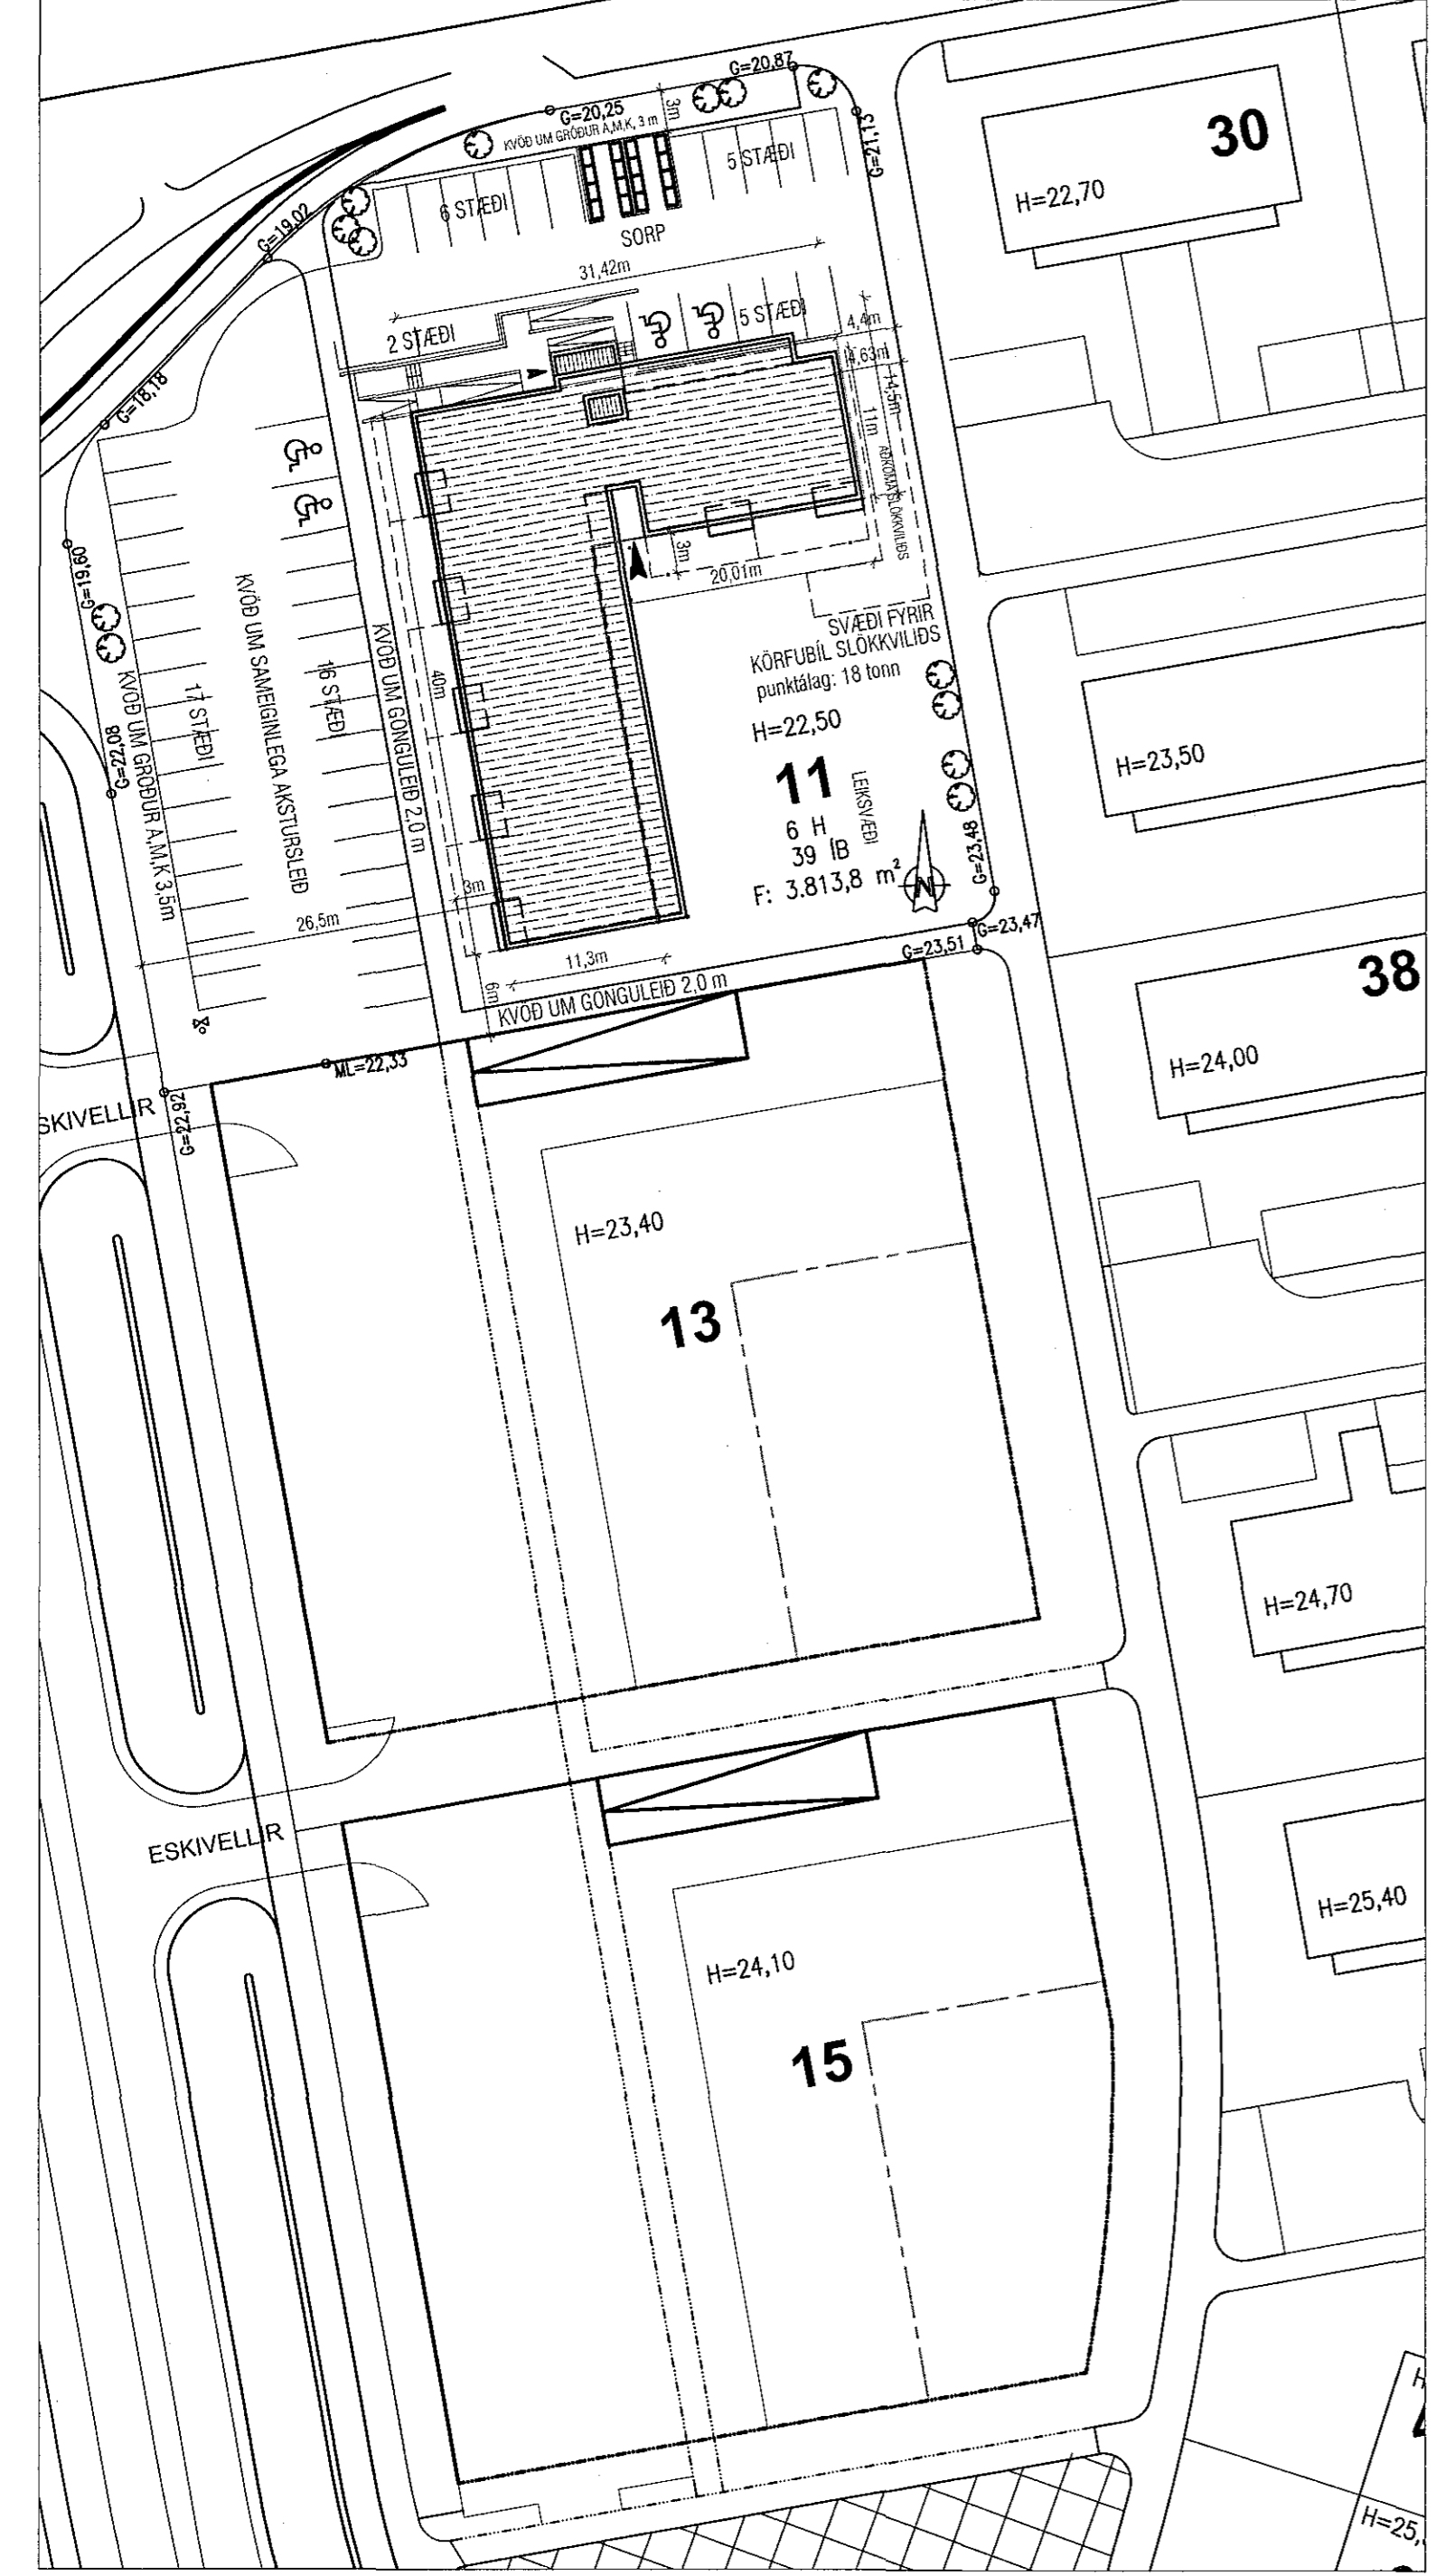 G=20,87
G=20,25
KVÖÐ UM GRÓÐUR A,M,K, 3 m
3m
G=21,13
30
H=22,70
5 STÆÐI
6 STÆÐI
SORP
G=19,02
31,42m
2 STÆÐI
5 STÆÐI
4,4m
4,63m
14,5m
11m
AÐKOMA SLÖKKVILIÐS
G=18,18
3m
20,01m
G=19,60
SVÆÐI FYRIR
KÖRFUBÍL SLÖKKVILIÐS
punktálag: 18 tonn
H=22,50
11
6 H
39 ÍB
F: 3.813,8 m²
LEIKSVÆÐI
N
KVÖÐ UM GRÓÐUR A,M,K 3,5m
17 STÆÐI
KVÖÐ UM SAMEIGINLEGA AKSTURSLEIÐ
16 STÆÐI
KVÖÐ UM GÖNGULEIÐ 2,0 m
40m
G=22,08
H=23,50
G=23,48
3m
26,5m
G=23,47
G=23,51
11,3m
6m
KVÖÐ UM GÖNGULEIÐ 2,0 m
38
H=24,00
ML=22,33
G=22,92
SKIVELLIR
H=23,40
13
H=24,70
ESKIVELLIR
H=25,40
H=24,10
15
H=25,